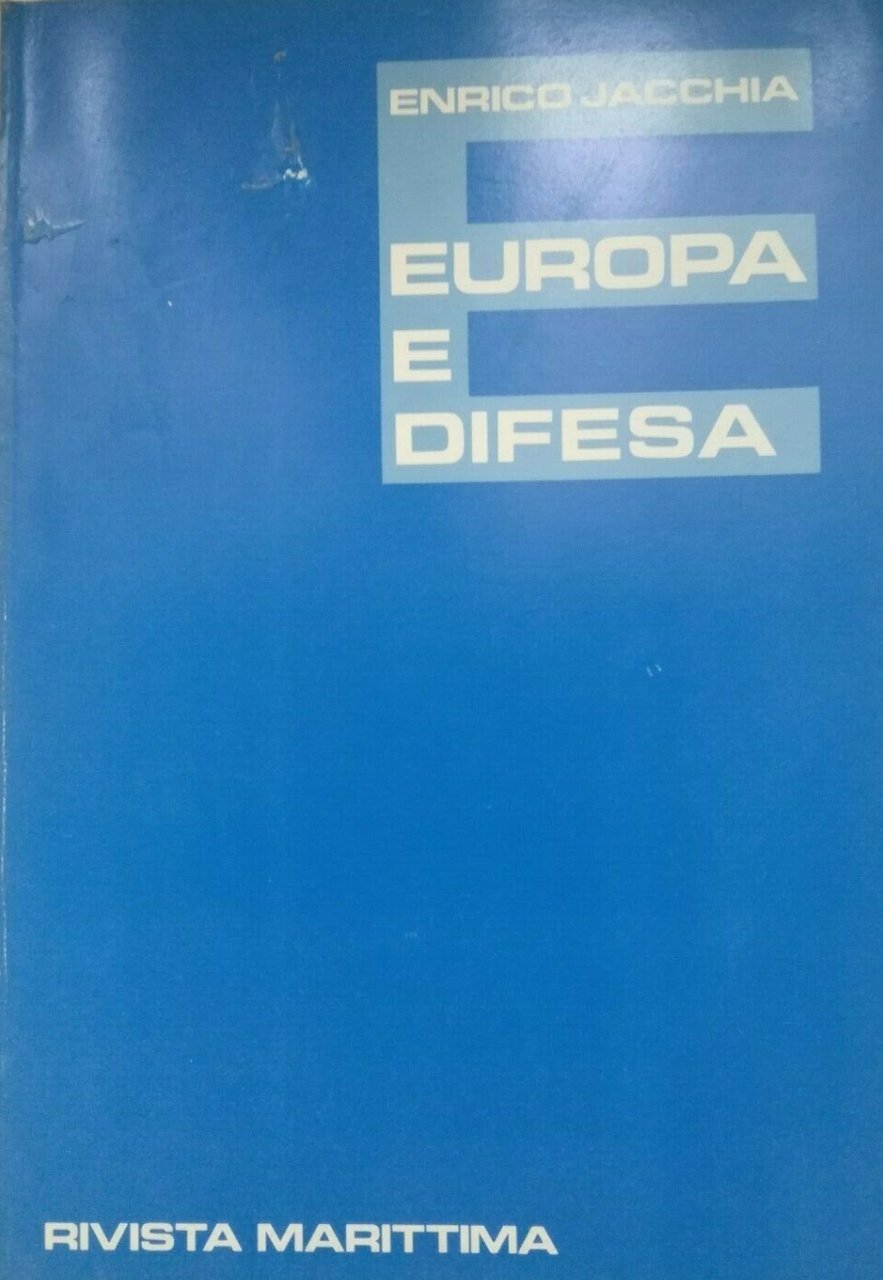 ENRICO JACCHIA
EUROPA
E
DIFESA
RIVISTA MARITTIMA